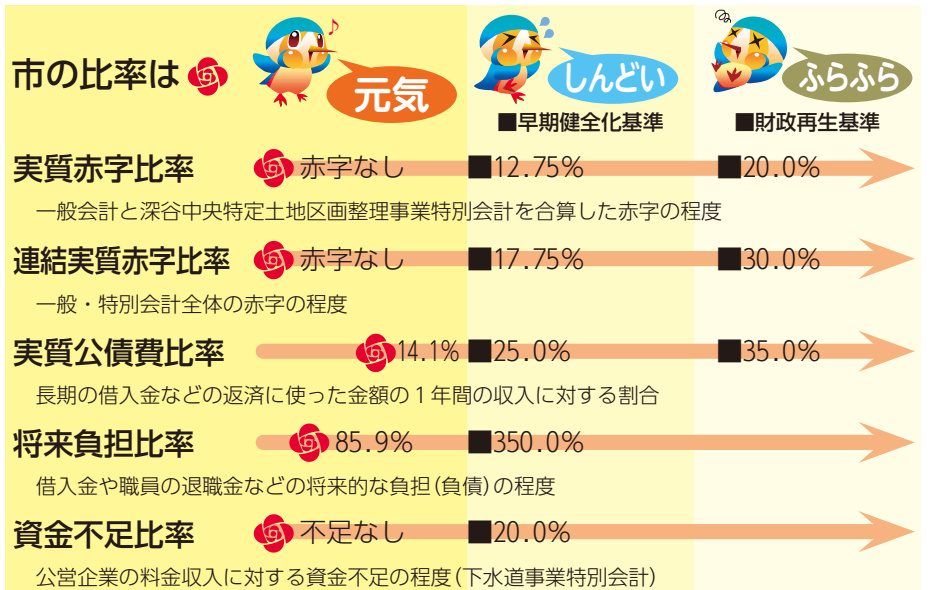 市の比率は
元気
しんどい
ふらふら
■早期健全化基準
■財政再生基準
実質赤字比率 赤字なし ■12.75% ■20.0%
一般会計と深谷中央特定土地区画整理事業特別会計を合算した赤字の程度
連結実質赤字比率 赤字なし ■17.75% ■30.0%
一般・特別会計全体の赤字の程度
実質公債費比率 14.1% ■25.0% ■35.0%
長期の借入金などの返済に使った金額の1年間の収入に対する割合
将来負担比率 85.9% ■350.0%
借入金や職員の退職金などの将来的な負担(負債)の程度
資金不足比率 不足なし ■20.0%
公営企業の料金収入に対する資金不足の程度(下水道事業特別会計)